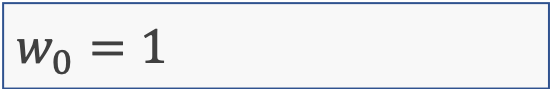 w₀ = 1